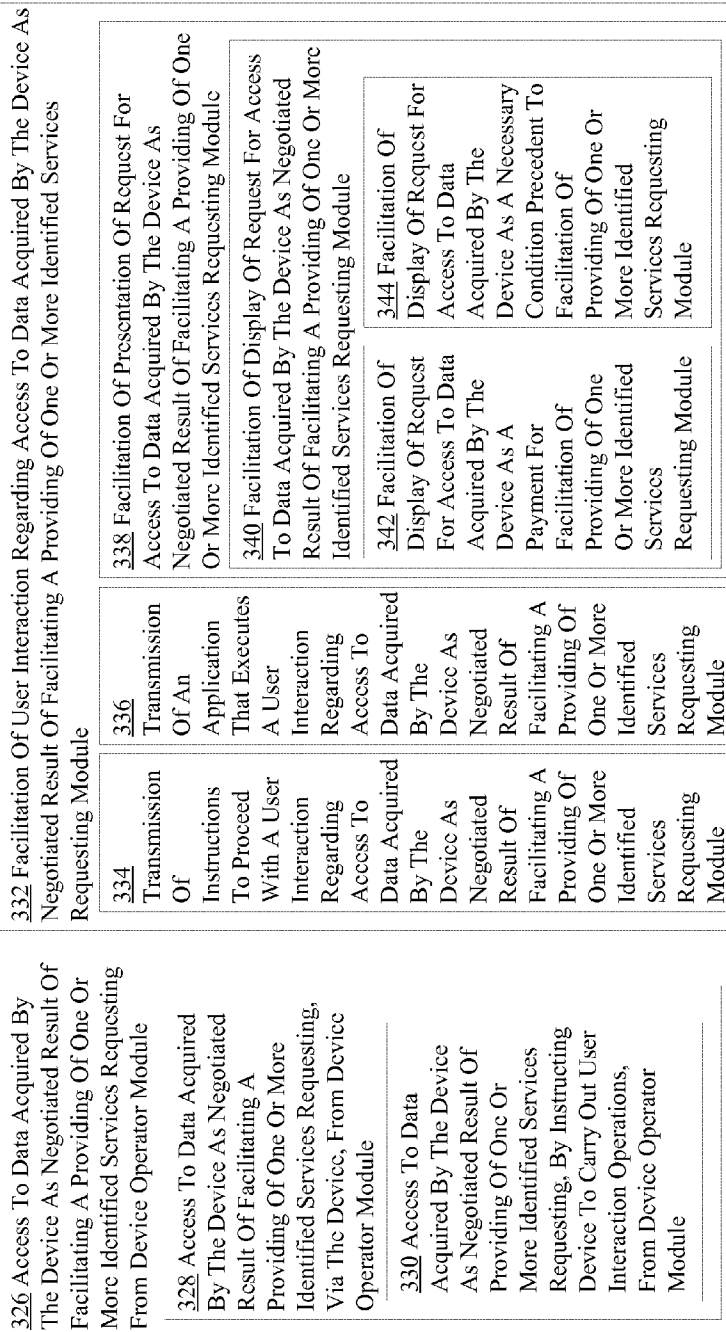 326 Access To Data Acquired By
The Device As Negotiated Result Of
Facilitating A Providing Of One Or
More Identified Services Requesting
From Device Operator Module
328 Access To Data Acquired
By The Device As Negotiated
Result Of Facilitating A
Providing Of One Or More
Identified Services Requesting,
Via The Device, From Device
Operator Module
330 Access To Data
Acquired By The Device
As Negotiated Result Of
Providing Of One Or
More Identified Services
Requesting, By Instructing
Device To Carry Out User
Interaction Operations,
From Device Operator
Module
332 Facilitation Of User Interaction Regarding Access To Data Acquired By The Device As
Negotiated Result Of Facilitating A Providing Of One Or More Identified Services
Requesting Module
334
Transmission
Of
Instructions
To Proceed
With A User
Interaction
Regarding
Access To
Data Acquired
By The
Device As
Negotiated
Result Of
Facilitating A
Providing Of
One Or More
Identified
Services
Requesting
Module
336
Transmission
Of An
Application
That Executes
A User
Interaction
Regarding
Access To
Data Acquired
By The
Device As
Negotiated
Result Of
Facilitating A
Providing Of
One Or More
Identified
Services
Requesting
Module
338 Facilitation Of Presentation Of Request For
Access To Data Acquired By The Device As
Negotiated Result Of Facilitating A Providing Of One
Or More Identified Services Requesting Module
340 Facilitation Of Display Of Request For Access
To Data Acquired By The Device As Negotiated
Result Of Facilitating A Providing Of One Or More
Identified Services Requesting Module
342 Facilitation Of
Display Of Request
For Access To Data
Acquired By The
Device As A
Payment For
Facilitation Of
Providing Of One
Or More Identified
Services
Requesting Module
344 Facilitation Of
Display Of Request For
Access To Data
Acquired By The
Device As A Necessary
Condition Precedent To
Facilitation Of
Providing Of One Or
More Identified
Services Requesting
Module